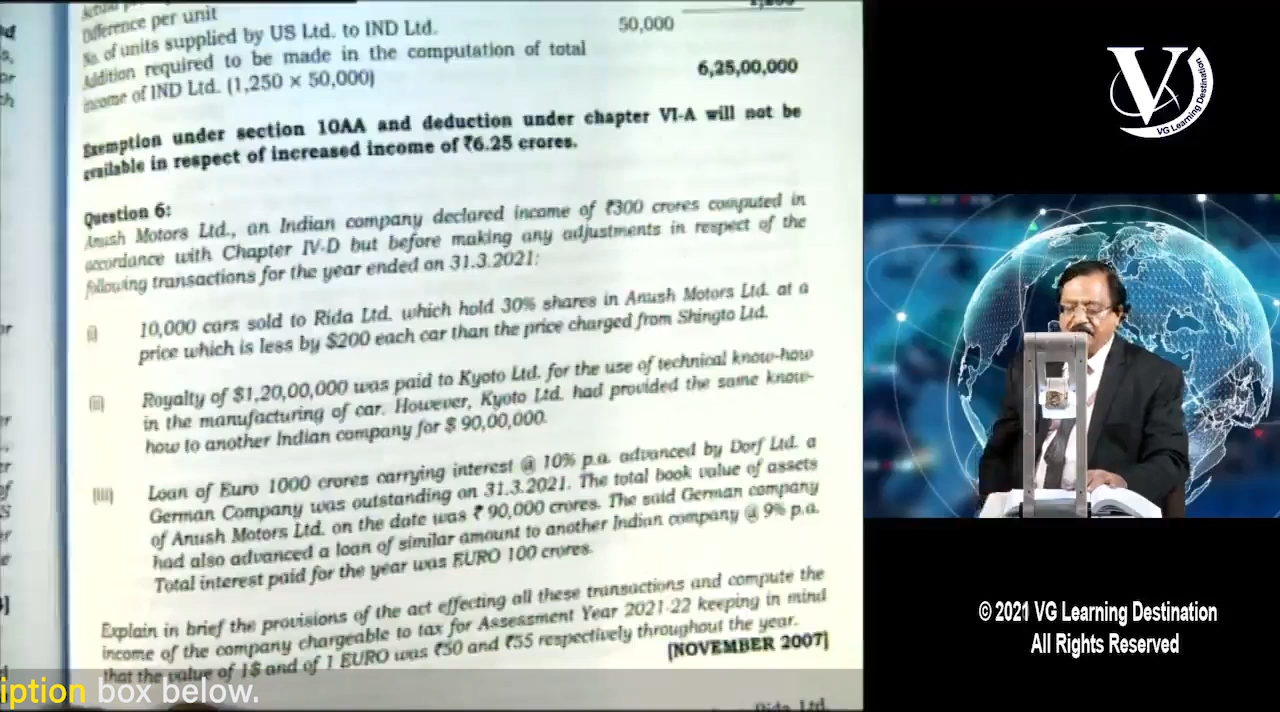 Difference per unit
No. of units supplied by US Ltd. to IND Ltd. 50,000
Addition required to be made in the computation of total
income of IND Ltd. (1,250 × 50,000) 6,25,00,000
Exemption under section 10AA and deduction under chapter VI-A will not be
available in respect of increased income of ₹6.25 crores.
Question 6:
Anush Motors Ltd., an Indian company declared income of ₹300 crores computed in
accordance with Chapter IV-D but before making any adjustments in respect of the
following transactions for the year ended on 31.3.2021:
(i) 10,000 cars sold to Rida Ltd. which hold 30% shares in Anush Motors Ltd. at a
price which is less by $200 each car than the price charged from Shingto Ltd.
(ii) Royalty of $1,20,00,000 was paid to Kyoto Ltd. for the use of technical know-how
in the manufacturing of car. However, Kyoto Ltd. had provided the same know-
how to another Indian company for $ 90,00,000.
(iii) Loan of Euro 1000 crores carrying interest @ 10% p.a. advanced by Dorf Ltd. a
German Company was outstanding on 31.3.2021. The total book value of assets
of Anush Motors Ltd. on the date was ₹ 90,000 crores. The said German company
had also advanced a loan of similar amount to another Indian company @ 9% p.a.
Total interest paid for the year was EURO 100 crores.
Explain in brief the provisions of the act effecting all these transactions and compute the
income of the company chargeable to tax for Assessment Year 2021-22 keeping in mind
that the value of 1$ and of 1 EURO was ₹50 and ₹55 respectively throughout the year.
[NOVEMBER 2007]
Rida Ltd.
iption box below.
V
VG Learning Destination
© 2021 VG Learning Destination
All Rights Reserved